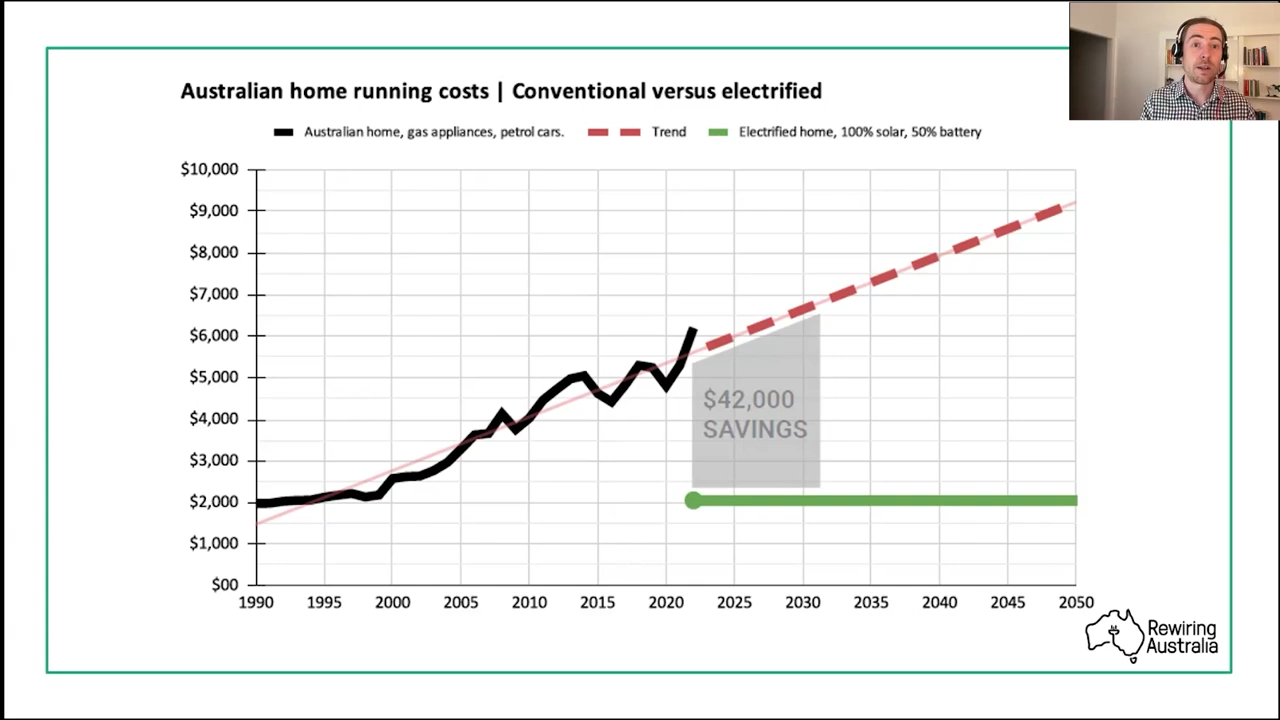 Australian home running costs | Conventional versus electrified
Australian home, gas appliances, petrol cars.
Trend
Electrified home, 100% solar, 50% battery
$10,000
$9,000
$8,000
$7,000
$6,000
$5,000
$4,000
$3,000
$2,000
$1,000
$00
$42,000
SAVINGS
1990 1995 2000 2005 2010 2015 2020 2025 2030 2035 2040 2045 2050
Rewiring
Australia